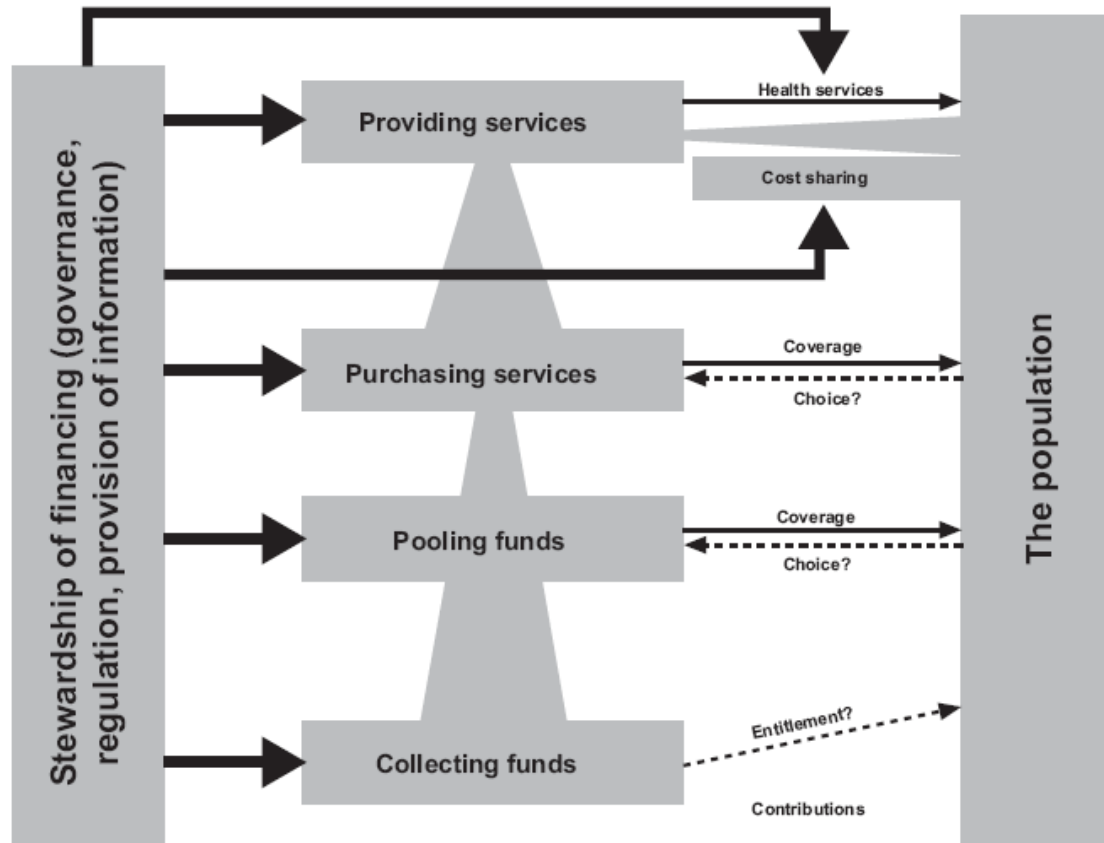 Stewardship of financing (governance,
regulation, provision of information)
Providing services
Health services
Cost sharing
Purchasing services
Coverage
Choice?
Pooling funds
Coverage
Choice?
Collecting funds
Entitlement?
Contributions
The population